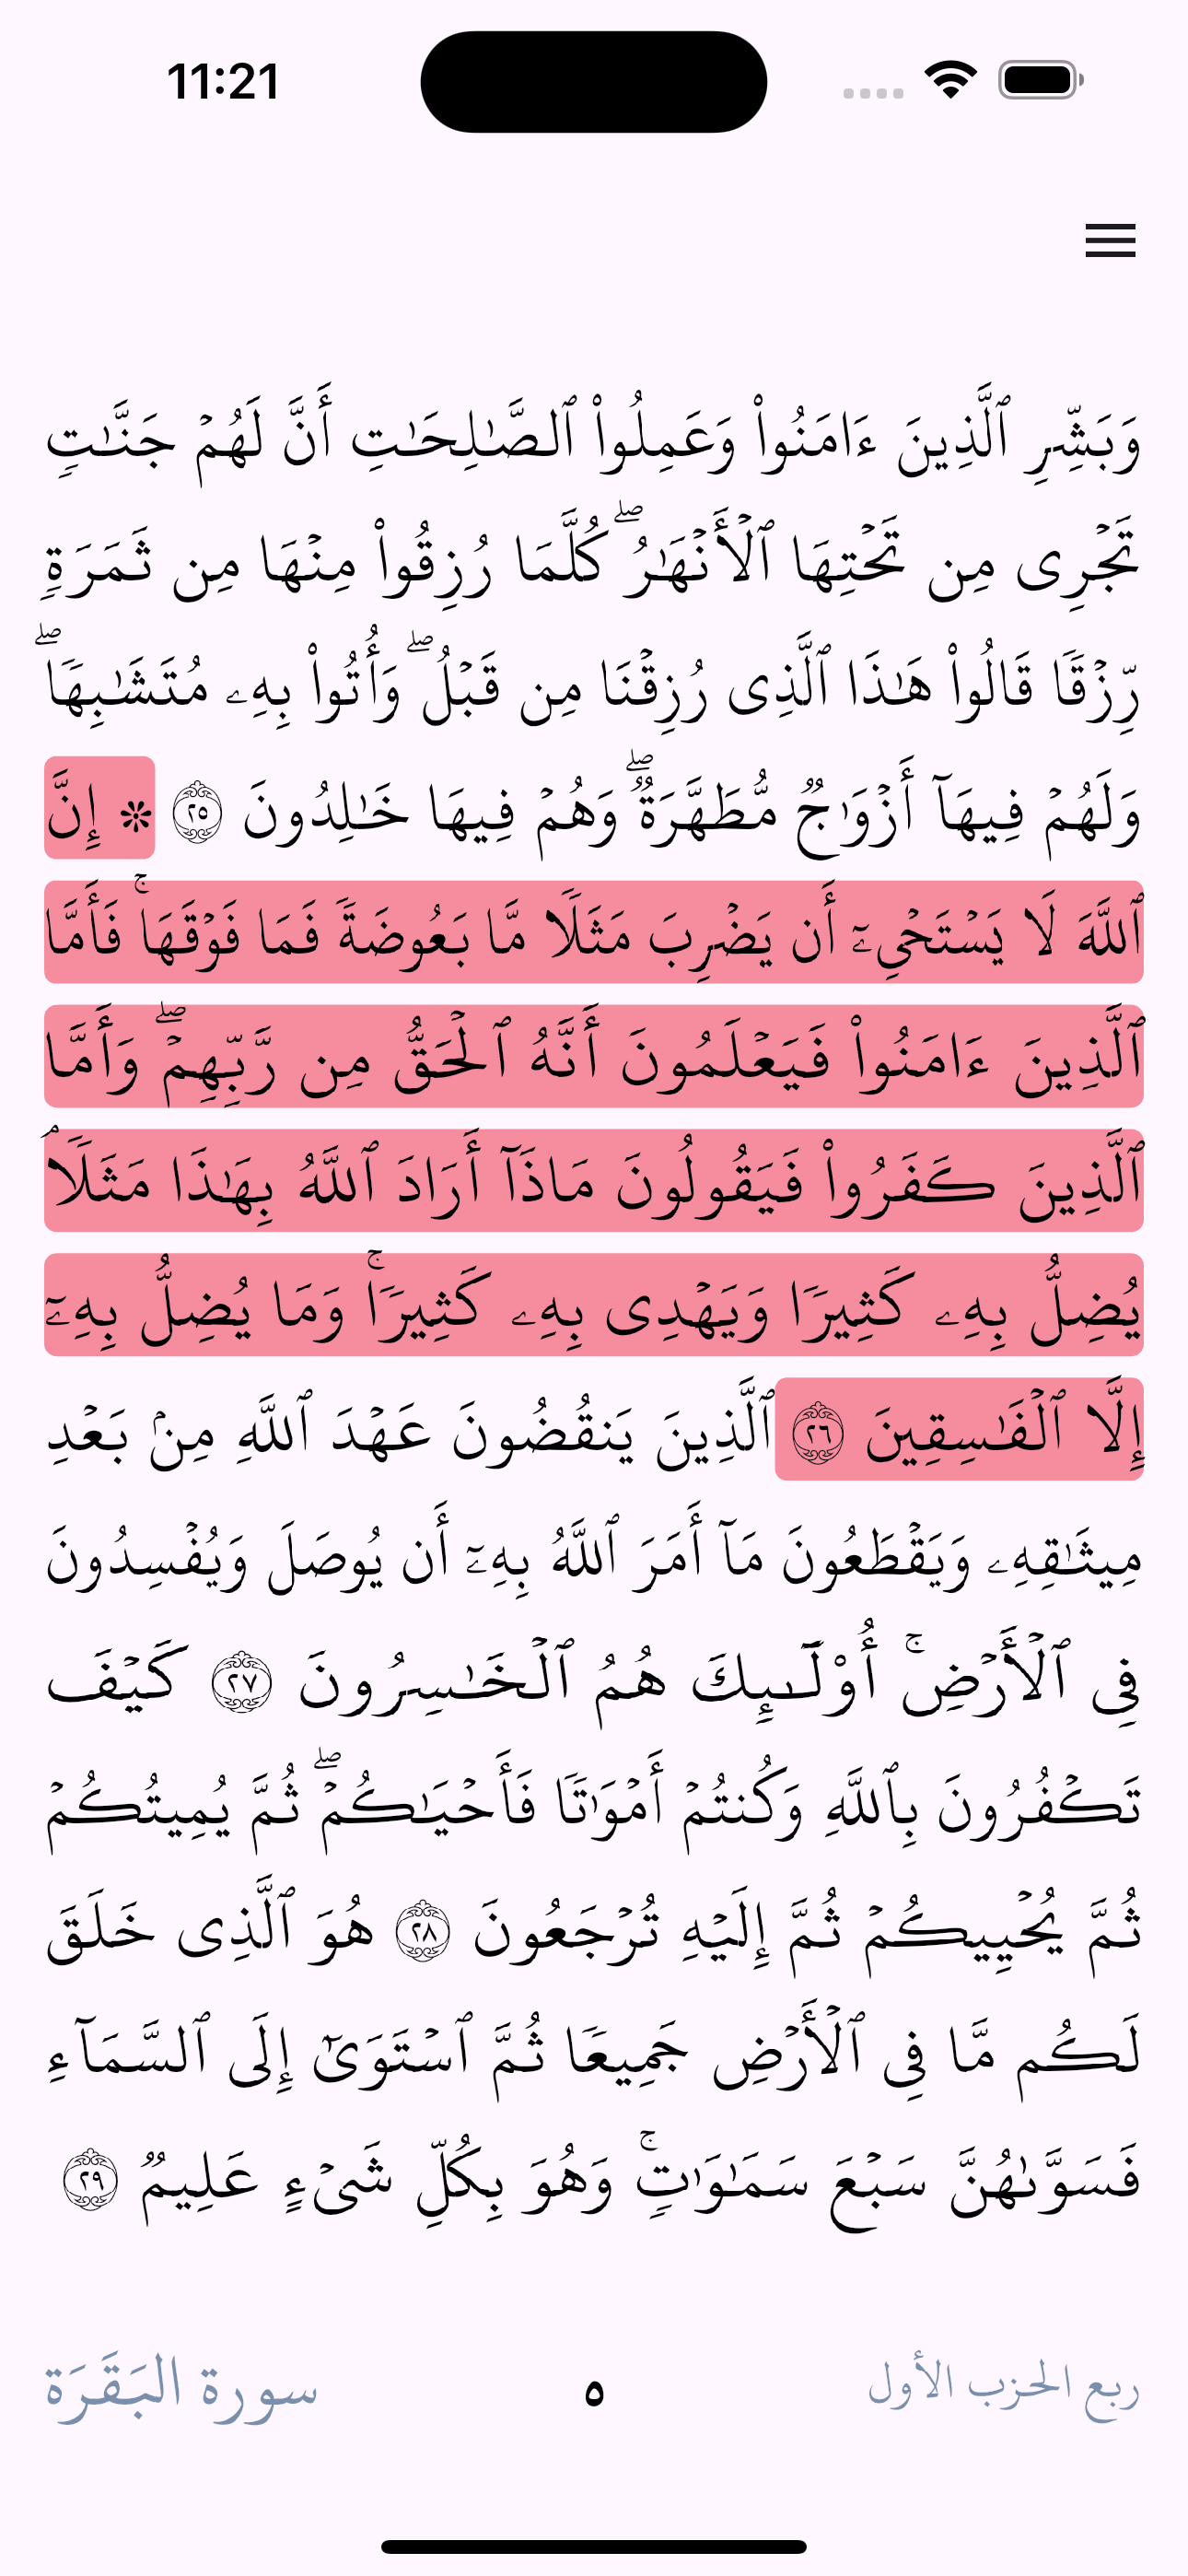 11:21
وَبَشِّرِ ٱلَّذِينَ ءَامَنُواْ وَعَمِلُواْ ٱلصَّـٰلِحَـٰتِ أَنَّ لَهُمۡ جَنَّـٰتٍ
تَجۡرِى مِن تَحۡتِهَا ٱلۡأَنۡهَـٰرُۖ كُلَّمَا رُزِقُواْ مِنۡهَا مِن ثَمَرَةٍ
رِّزۡقًا قَالُواْ هَـٰذَا ٱلَّذِى رُزِقۡنَا مِن قَبۡلُۖ وَأُتُواْ بِهِۦ مُتَشَـٰبِهًاۖ
وَلَهُمۡ فِيهَآ أَزۡوَٰجٌ مُّطَهَّرَةٌۖ وَهُمۡ فِيهَا خَـٰلِدُونَ ٢٥ ۞ إِنَّ
ٱللَّهَ لَا يَسۡتَحۡىِۦٓ أَن يَضۡرِبَ مَثَلًا مَّا بَعُوضَةً فَمَا فَوۡقَهَاۚ فَأَمَّا
ٱلَّذِينَ ءَامَنُواْ فَيَعۡلَمُونَ أَنَّهُ ٱلۡحَقُّ مِن رَّبِّهِمۡۖ وَأَمَّا
ٱلَّذِينَ كَفَرُواْ فَيَقُولُونَ مَاذَآ أَرَادَ ٱللَّهُ بِهَـٰذَا مَثَلًاۘ
يُضِلُّ بِهِۦ كَثِيرًا وَيَهۡدِى بِهِۦ كَثِيرًاۚ وَمَا يُضِلُّ بِهِۦٓ
إِلَّا ٱلۡفَـٰسِقِينَ ٢٦ ٱلَّذِينَ يَنقُضُونَ عَهۡدَ ٱللَّهِ مِنۢ بَعۡدِ
مِيثَـٰقِهِۦ وَيَقۡطَعُونَ مَآ أَمَرَ ٱللَّهُ بِهِۦٓ أَن يُوصَلَ وَيُفۡسِدُونَ
فِى ٱلۡأَرۡضِۚ أُوْلَـٰٓئِكَ هُمُ ٱلۡخَـٰسِرُونَ ٢٧ كَيۡفَ
تَكۡفُرُونَ بِٱللَّهِ وَكُنتُمۡ أَمۡوَٰتًا فَأَحۡيَـٰكُمۡۖ ثُمَّ يُمِيتُكُمۡ
ثُمَّ يُحۡيِيكُمۡ ثُمَّ إِلَيۡهِ تُرۡجَعُونَ ٢٨ هُوَ ٱلَّذِى خَلَقَ
لَكُم مَّا فِى ٱلۡأَرۡضِ جَمِيعًا ثُمَّ ٱسۡتَوَىٰٓ إِلَى ٱلسَّمَآءِ
فَسَوَّىٰهُنَّ سَبۡعَ سَمَـٰوَٰتٍۚ وَهُوَ بِكُلِّ شَىۡءٍ عَلِيمٌ ٢٩
ربع الحزب الأول ٥ سورة البَقَرَة